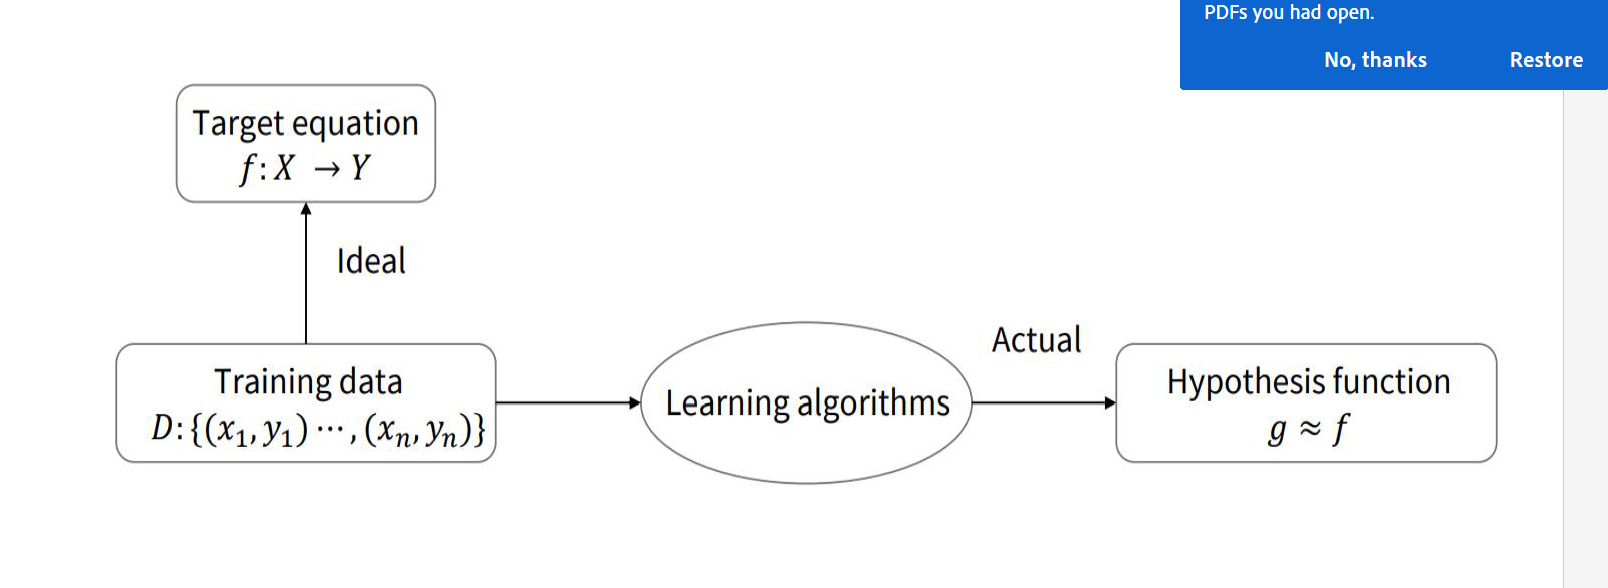 PDFs you had open.
No, thanks Restore
Target equation
f: X → Y
Ideal
Actual
Training data
D: {(x₁, y₁) ⋯ , (xₙ, yₙ)}
Learning algorithms
Hypothesis function
g ≈ f